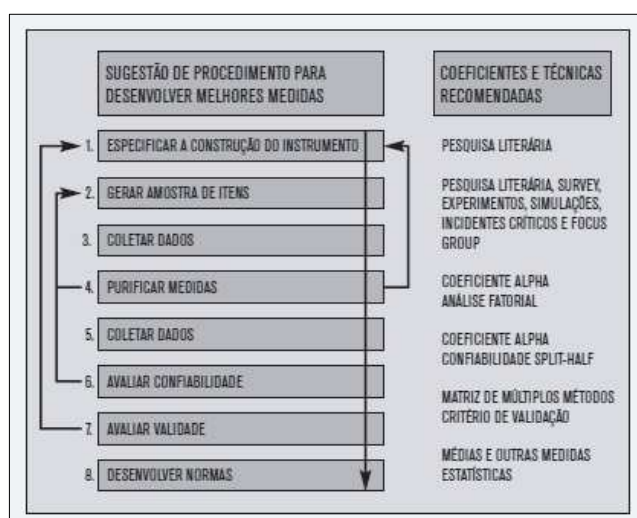 SUGESTÃO DE PROCEDIMENTO PARA
DESENVOLVER MELHORES MEDIDAS
1. ESPECIFICAR A CONSTRUÇÃO DO INSTRUMENTO
2. GERAR AMOSTRA DE ITENS
3. COLETAR DADOS
4. PURIFICAR MEDIDAS
5. COLETAR DADOS
6. AVALIAR CONFIABILIDADE
7. AVALIAR VALIDADE
8. DESENVOLVER NORMAS
COEFICIENTES E TÉCNICAS
RECOMENDADAS
PESQUISA LITERÁRIA
PESQUISA LITERÁRIA, SURVEY,
EXPERIMENTOS, SIMULAÇÕES,
INCIDENTES CRÍTICOS E FOCUS
GROUP
COEFICIENTE ALPHA
ANÁLISE FATORIAL
COEFICIENTE ALPHA
CONFIABILIDADE SPLIT-HALF
MATRIZ DE MÚLTIPLOS MÉTODOS
CRITÉRIO DE VALIDAÇÃO
MÉDIAS E OUTRAS MEDIDAS
ESTATÍSTICAS